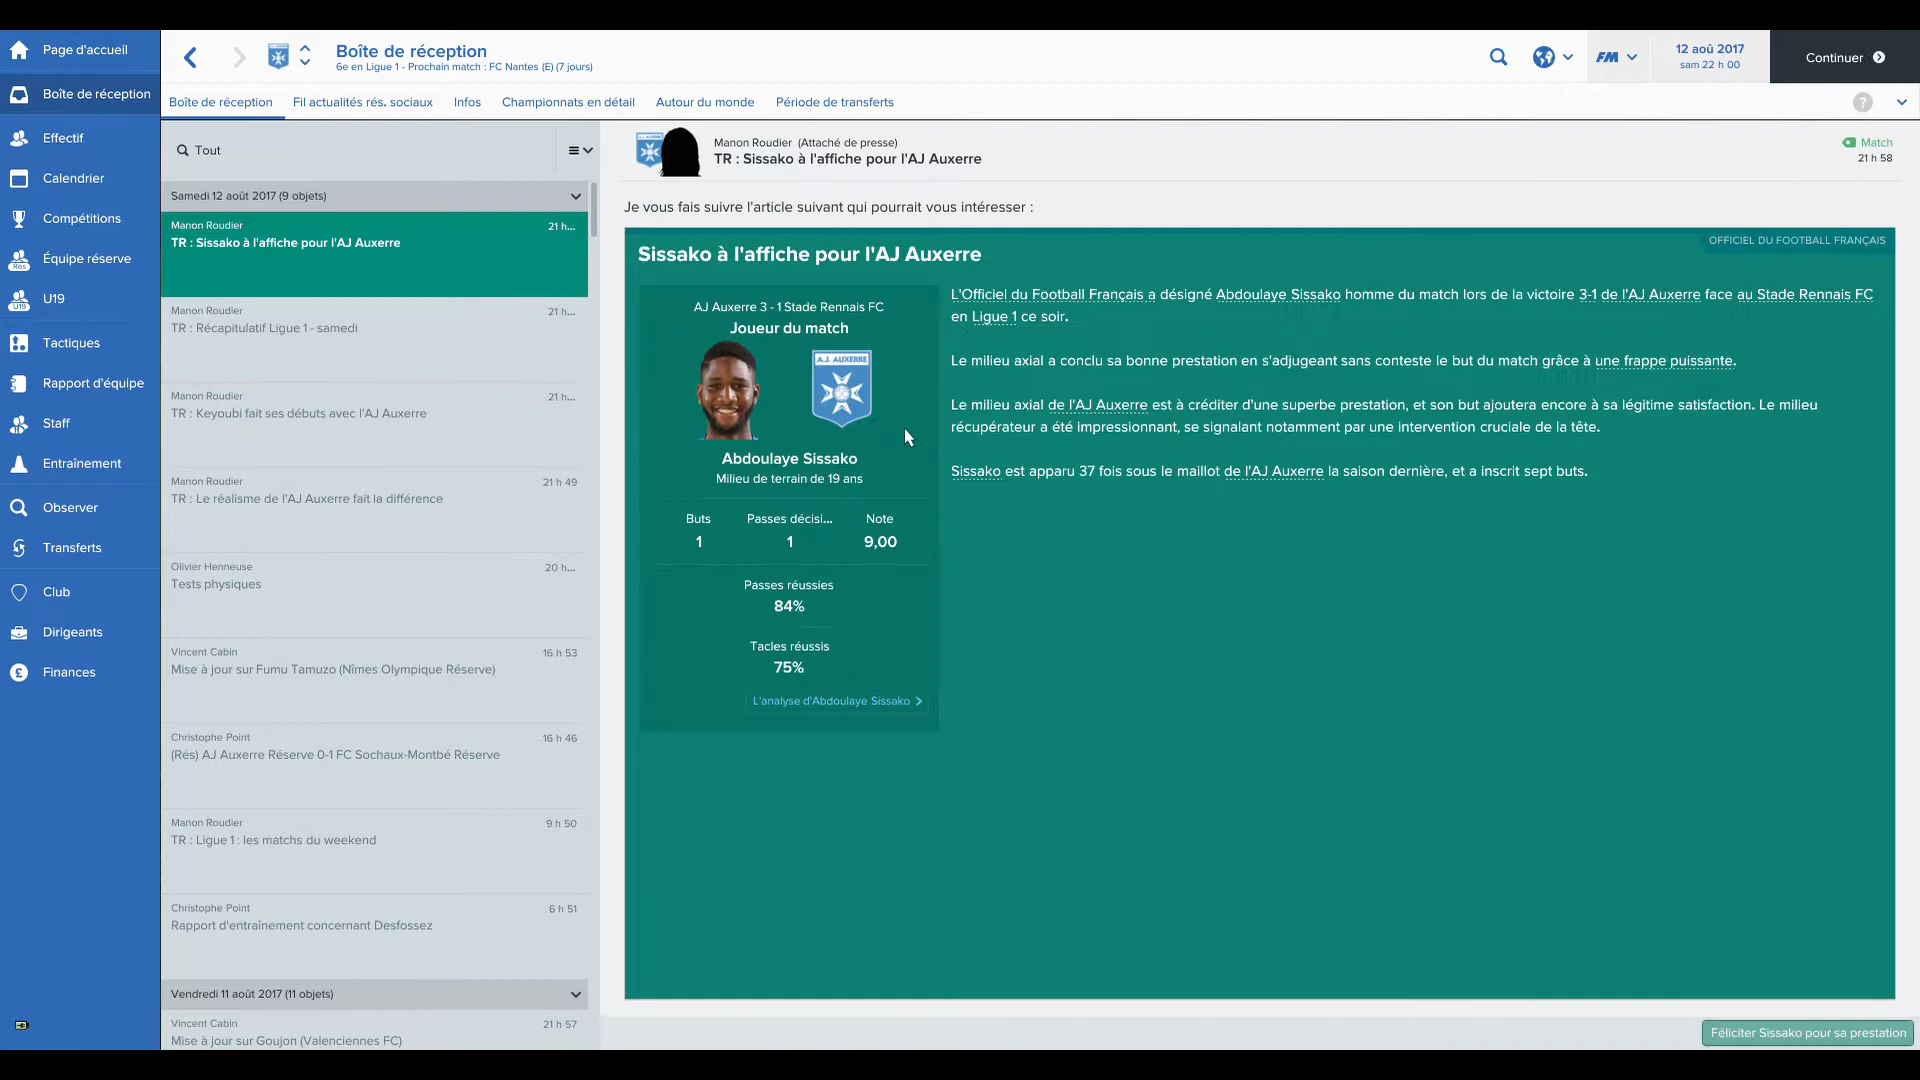 Page d'accueil
Boîte de réception
Effectif
Calendrier
Compétitions
Rés
Équipe réserve
U19
U19
Tactiques
Rapport d'équipe
Staff
Entraînement
Observer
Transferts
Club
Dirigeants
£
Finances
Boîte de réception
6e en Ligue 1 - Prochain match : FC Nantes (E) (7 jours)
FM
12 aoû 2017
sam 22 h 00
Continuer
Boîte de réception
Fil actualités rés. sociaux
Infos
Championnats en détail
Autour du monde
Période de transferts
?
Tout
Samedi 12 août 2017 (9 objets)
Manon Roudier
21 h...
TR : Sissako à l'affiche pour l'AJ Auxerre
Manon Roudier
21 h...
TR : Récapitulatif Ligue 1 - samedi
Manon Roudier
21 h...
TR : Keyoubi fait ses débuts avec l'AJ Auxerre
Manon Roudier
21 h 49
TR : Le réalisme de l'AJ Auxerre fait la différence
Olivier Henneuse
20 h...
Tests physiques
Vincent Cabin
16 h 53
Mise à jour sur Fumu Tamuzo (Nîmes Olympique Réserve)
Christophe Point
16 h 46
(Rés) AJ Auxerre Réserve 0-1 FC Sochaux-Montbé Réserve
Manon Roudier
9 h 50
TR : Ligue 1 : les matchs du weekend
Christophe Point
6 h 51
Rapport d'entraînement concernant Desfossez
Vendredi 11 août 2017 (11 objets)
Vincent Cabin
21 h 57
Mise à jour sur Goujon (Valenciennes FC)
Manon Roudier (Attaché de presse)
TR : Sissako à l'affiche pour l'AJ Auxerre
Match
21 h 58
Je vous fais suivre l'article suivant qui pourrait vous intéresser :
OFFICIEL DU FOOTBALL FRANÇAIS
Sissako à l'affiche pour l'AJ Auxerre
AJ Auxerre 3 - 1 Stade Rennais FC
Joueur du match
A.J. AUXERRE
Abdoulaye Sissako
Milieu de terrain de 19 ans
Buts
Passes décisi...
Note
1
1
9,00
Passes réussies
84%
Tacles réussis
75%
L'analyse d'Abdoulaye Sissako
L'Officiel du Football Français a désigné Abdoulaye Sissako homme du match lors de la victoire 3-1 de l'AJ Auxerre face au Stade Rennais FC
en Ligue 1 ce soir.
Le milieu axial a conclu sa bonne prestation en s'adjugeant sans conteste le but du match grâce à une frappe puissante.
Le milieu axial de l'AJ Auxerre est à créditer d'une superbe prestation, et son but ajoutera encore à sa légitime satisfaction. Le milieu
récupérateur a été impressionnant, se signalant notamment par une intervention cruciale de la tête.
Sissako est apparu 37 fois sous le maillot de l'AJ Auxerre la saison dernière, et a inscrit sept buts.
Féliciter Sissako pour sa prestation